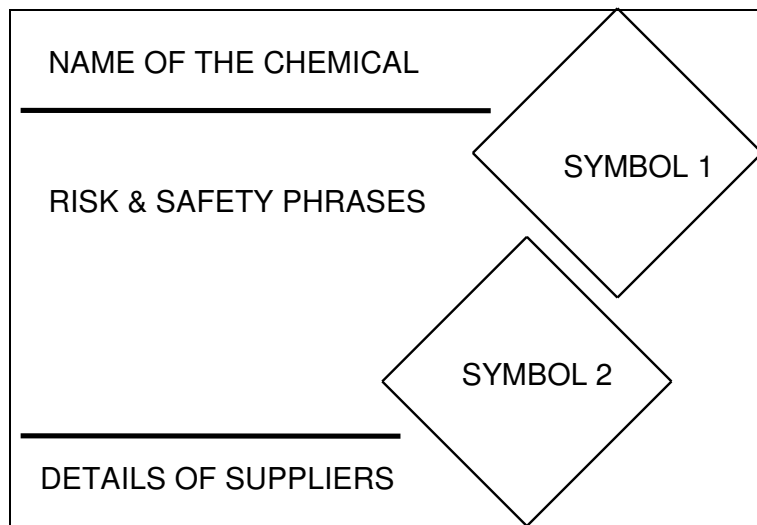 NAME OF THE CHEMICAL
SYMBOL 1
RISK & SAFETY PHRASES
SYMBOL 2
DETAILS OF SUPPLIERS